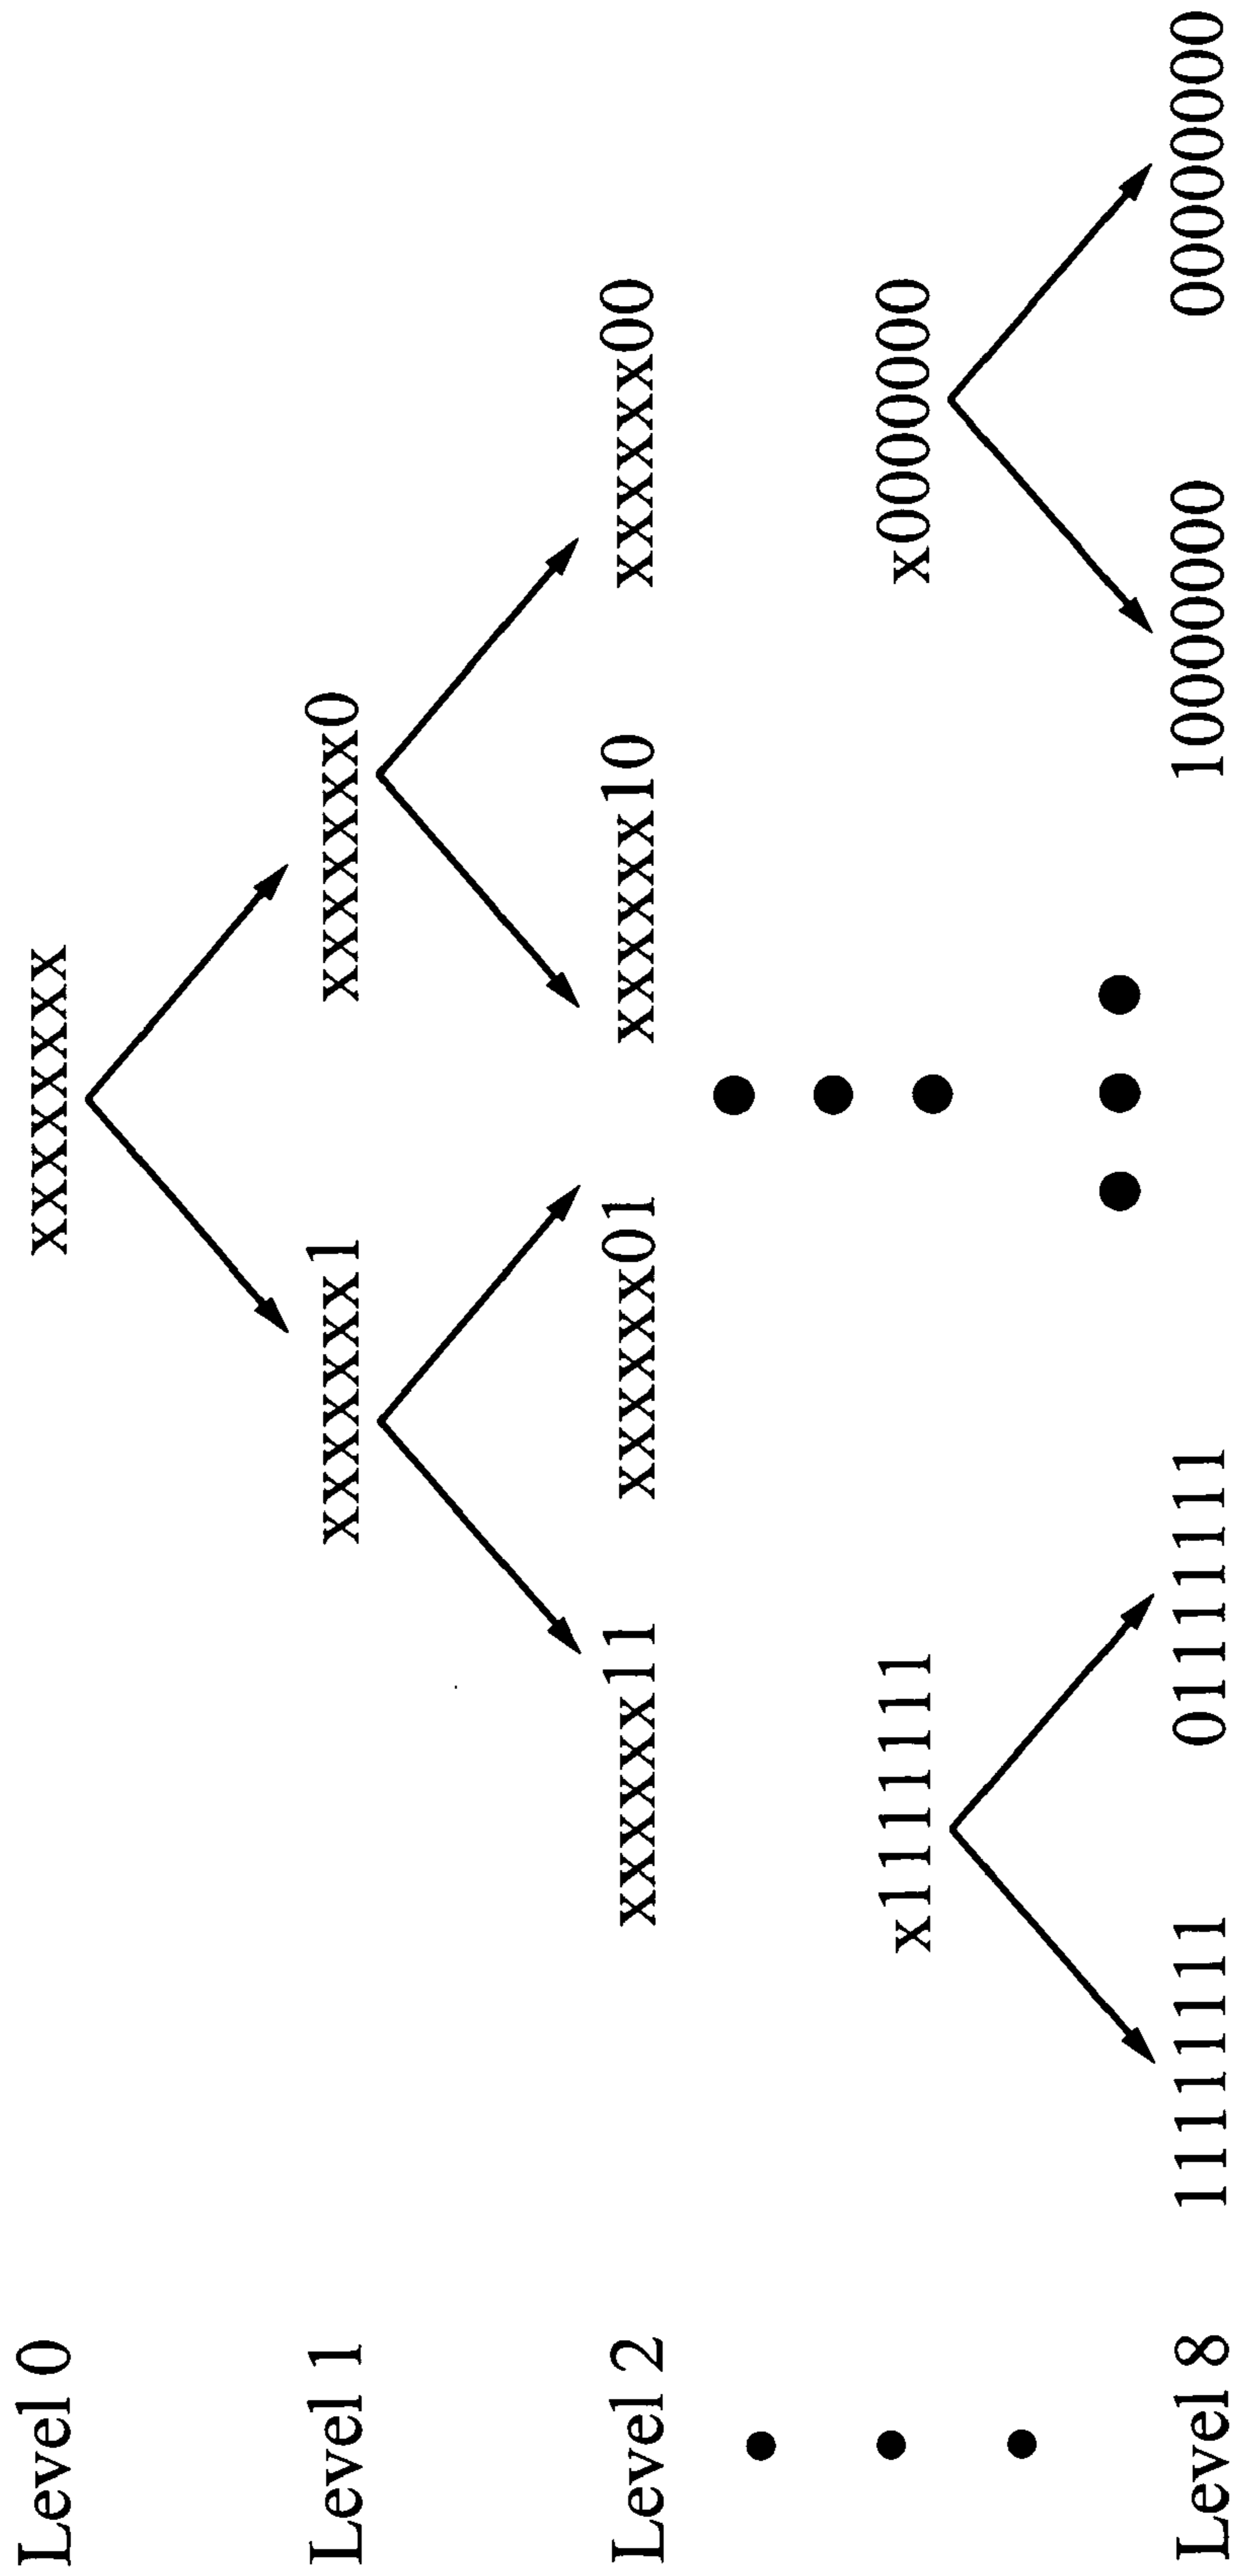 Level 0 xxxxxxxx
Level 1 xxxxxxx1 xxxxxxx0
Level 2 xxxxxx11 xxxxxx01 xxxxxx10 xxxxxx00
x1111111 x0000000
Level 8 11111111 01111111 10000000 00000000